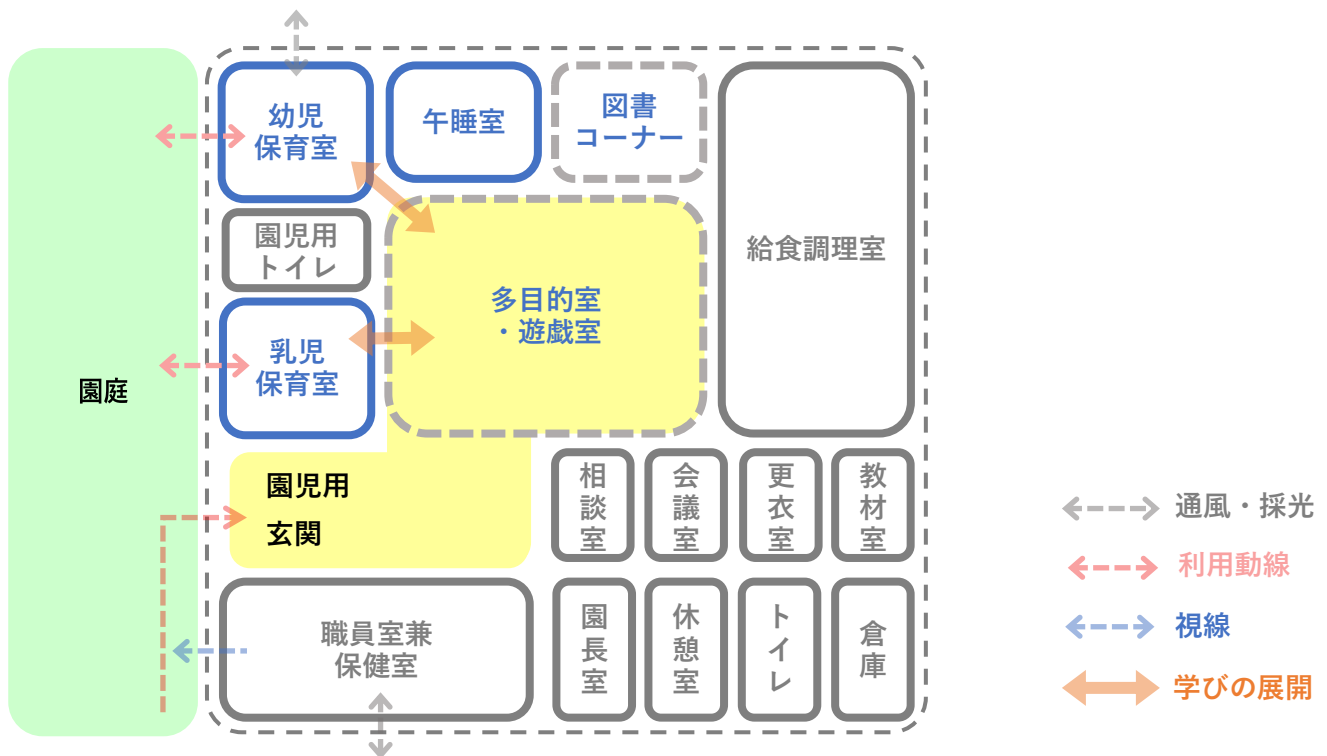 幼児
保育室
午睡室
図書
コーナー
園児用
トイレ
給食調理室
多目的室
・遊戯室
乳児
保育室
園庭
園児用
玄関
相談室
会議室
更衣室
教材室
職員室兼
保健室
園長室
休憩室
トイレ
倉庫
通風・採光
利用動線
視線
学びの展開